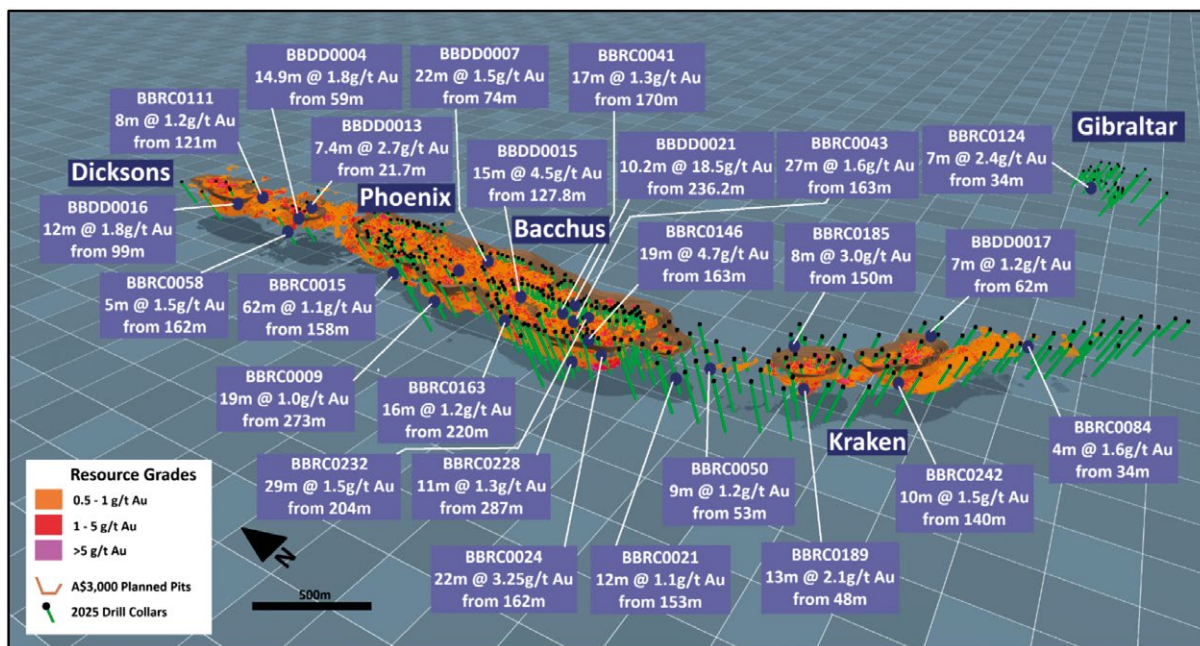 BBDD0004
14.9m @ 1.8g/t Au
from 59m
BBDD0007
22m @ 1.5g/t Au
from 74m
BBRC0041
17m @ 1.3g/t Au
from 170m
BBRC0111
8m @ 1.2g/t Au
from 121m
BBDD0013
7.4m @ 2.7g/t Au
from 21.7m
BBDD0015
15m @ 4.5g/t Au
from 127.8m
BBDD0021
10.2m @ 18.5g/t Au
from 236.2m
BBRC0043
27m @ 1.6g/t Au
from 163m
BBRC0124
7m @ 2.4g/t Au
from 34m
Gibraltar
Dicksons
Phoenix
Bacchus
BBDD0016
12m @ 1.8g/t Au
from 99m
BBRC0146
19m @ 4.7g/t Au
from 163m
BBRC0185
8m @ 3.0g/t Au
from 150m
BBDD0017
7m @ 1.2g/t Au
from 62m
BBRC0058
5m @ 1.5g/t Au
from 162m
BBRC0015
62m @ 1.1g/t Au
from 158m
BBRC0009
19m @ 1.0g/t Au
from 273m
BBRC0163
16m @ 1.2g/t Au
from 220m
Kraken
BBRC0084
4m @ 1.6g/t Au
from 34m
BBRC0232
29m @ 1.5g/t Au
from 204m
BBRC0228
11m @ 1.3g/t Au
from 287m
BBRC0050
9m @ 1.2g/t Au
from 53m
BBRC0242
10m @ 1.5g/t Au
from 140m
BBRC0024
22m @ 3.25g/t Au
from 162m
BBRC0021
12m @ 1.1g/t Au
from 153m
BBRC0189
13m @ 2.1g/t Au
from 48m
Resource Grades
0.5 - 1 g/t Au
1 - 5 g/t Au
>5 g/t Au
A$3,000 Planned Pits
2025 Drill Collars
N
500m